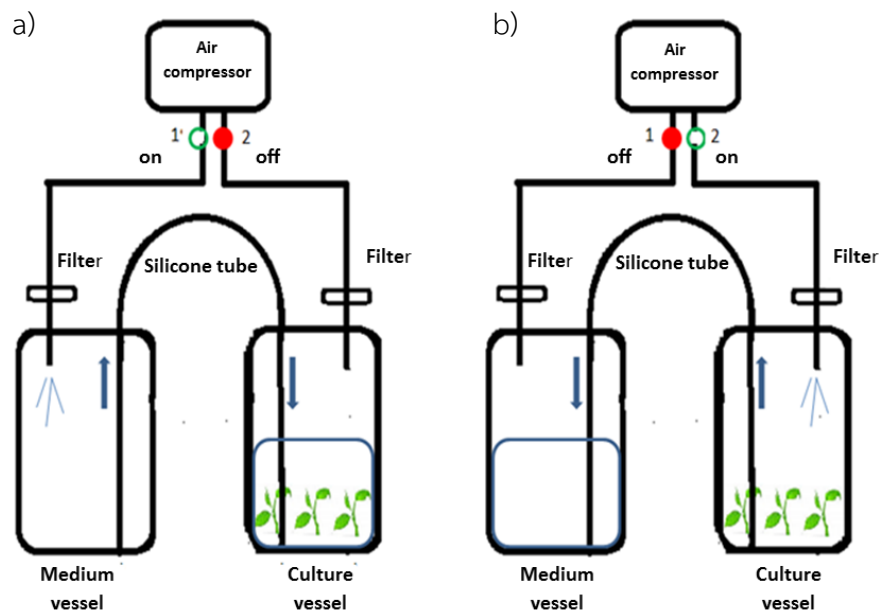 a)
Air
compressor
1'
2
on
off
Filter
Silicone tube
Filter
Medium
vessel
Culture
vessel
b)
Air
compressor
1
2
off
on
Filter
Silicone tube
Filter
Medium
vessel
Culture
vessel